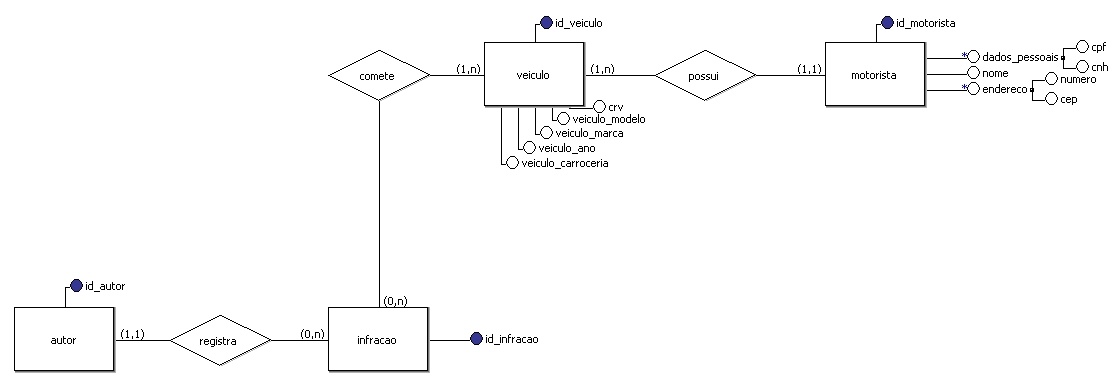 id_veiculo
id_motorista
comete
(1,n)
veiculo
(1,n)
possui
(1,1)
motorista
*
dados_pessoais
cpf
cnh
nome
*
endereco
numero
cep
crv
veiculo_modelo
veiculo_marca
veiculo_ano
veiculo_carroceria
id_autor
(0,n)
autor
(1,1)
registra
(0,n)
infracao
id_infracao